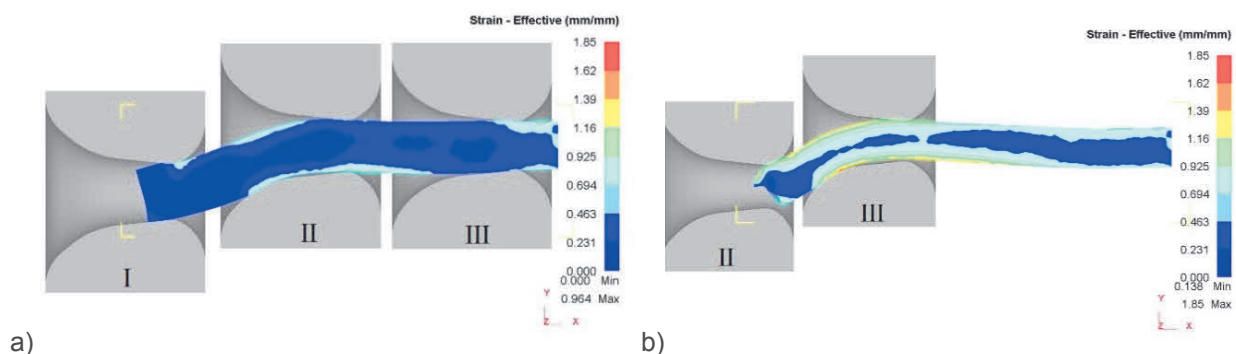 Strain - Effective (mm/mm)
1.85
1.62
1.39
1.16
0.925
0.694
0.463
0.231
0.000
0.000 Min
0.964 Max
I
II
III
Y
Z X
a)
Strain - Effective (mm/mm)
1.85
1.62
1.39
1.16
0.925
0.694
0.463
0.231
0.000
0.138 Min
1.85 Max
II
III
Y
Z X
b)